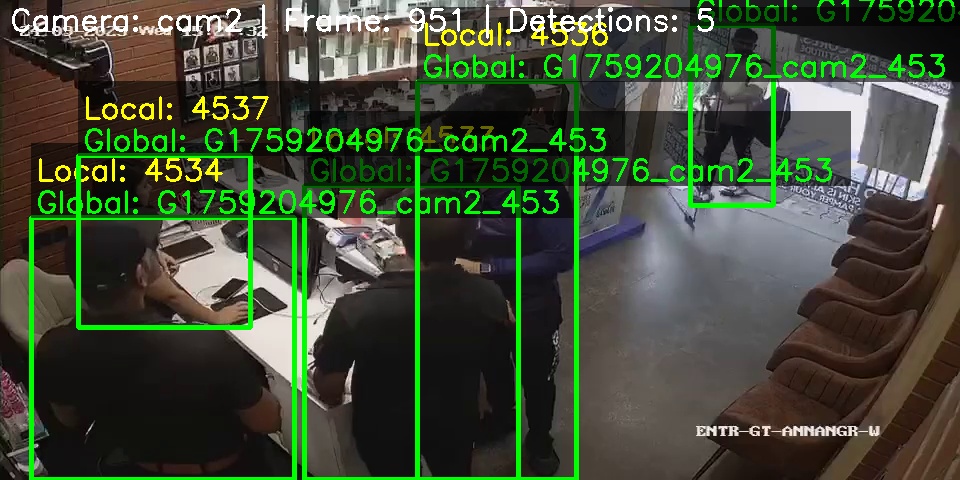 Camera: cam2 | Frame: 951 | Detections: 5
Global: G175920
Local: 4536
Global: G1759204976_cam2_453
Local: 4537
Global: G1759204976_cam2_453
Local: 4534
Global: G1759204976_cam2_453
Global: G1759204976_cam2_453
ENTR-GT-ANNANGR-W